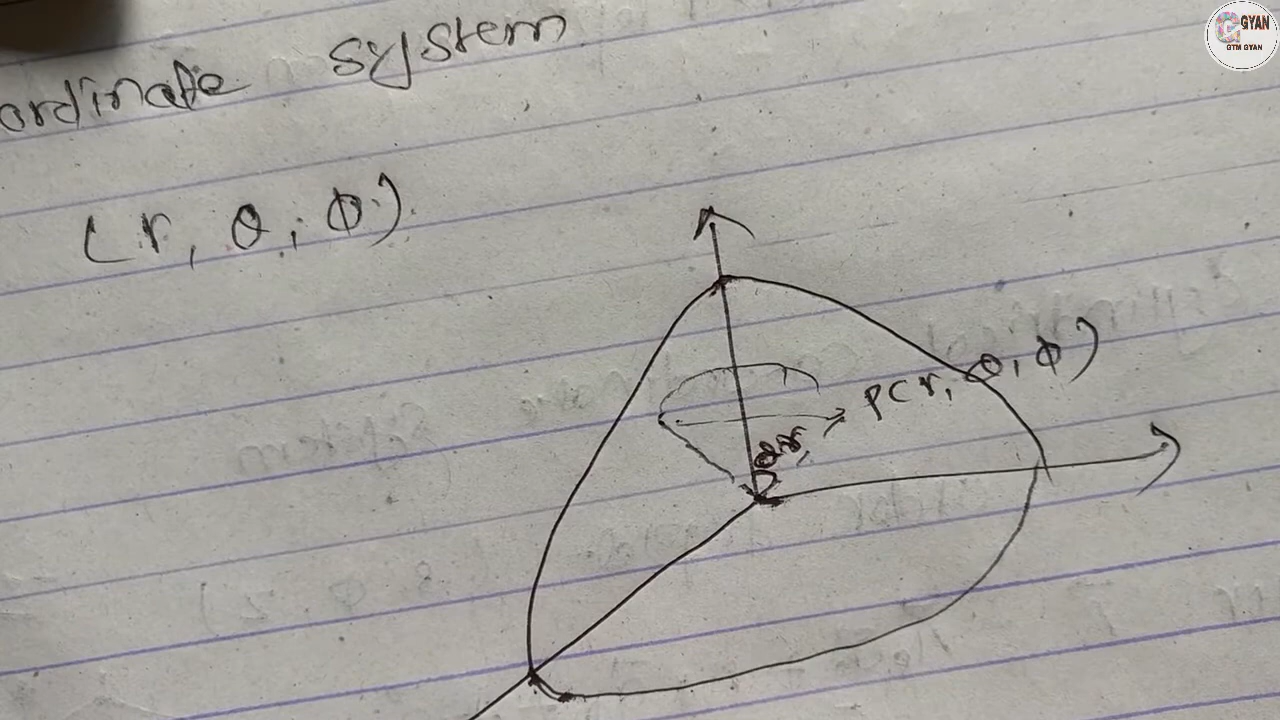 ordinate system
(r, θ, φ)
P(r, θ, φ)
θ r
GYAN
GTM GYAN